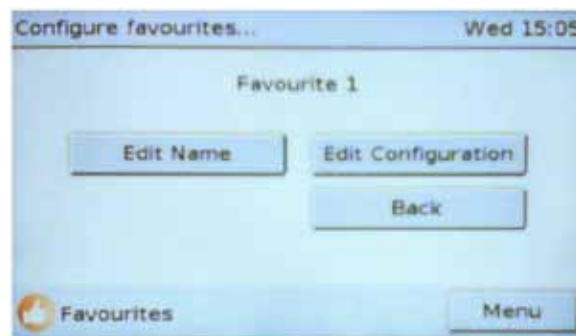 Configure favourites... Wed 15:05
Favourite 1
Edit Name Edit Configuration
Back
Favourites Menu